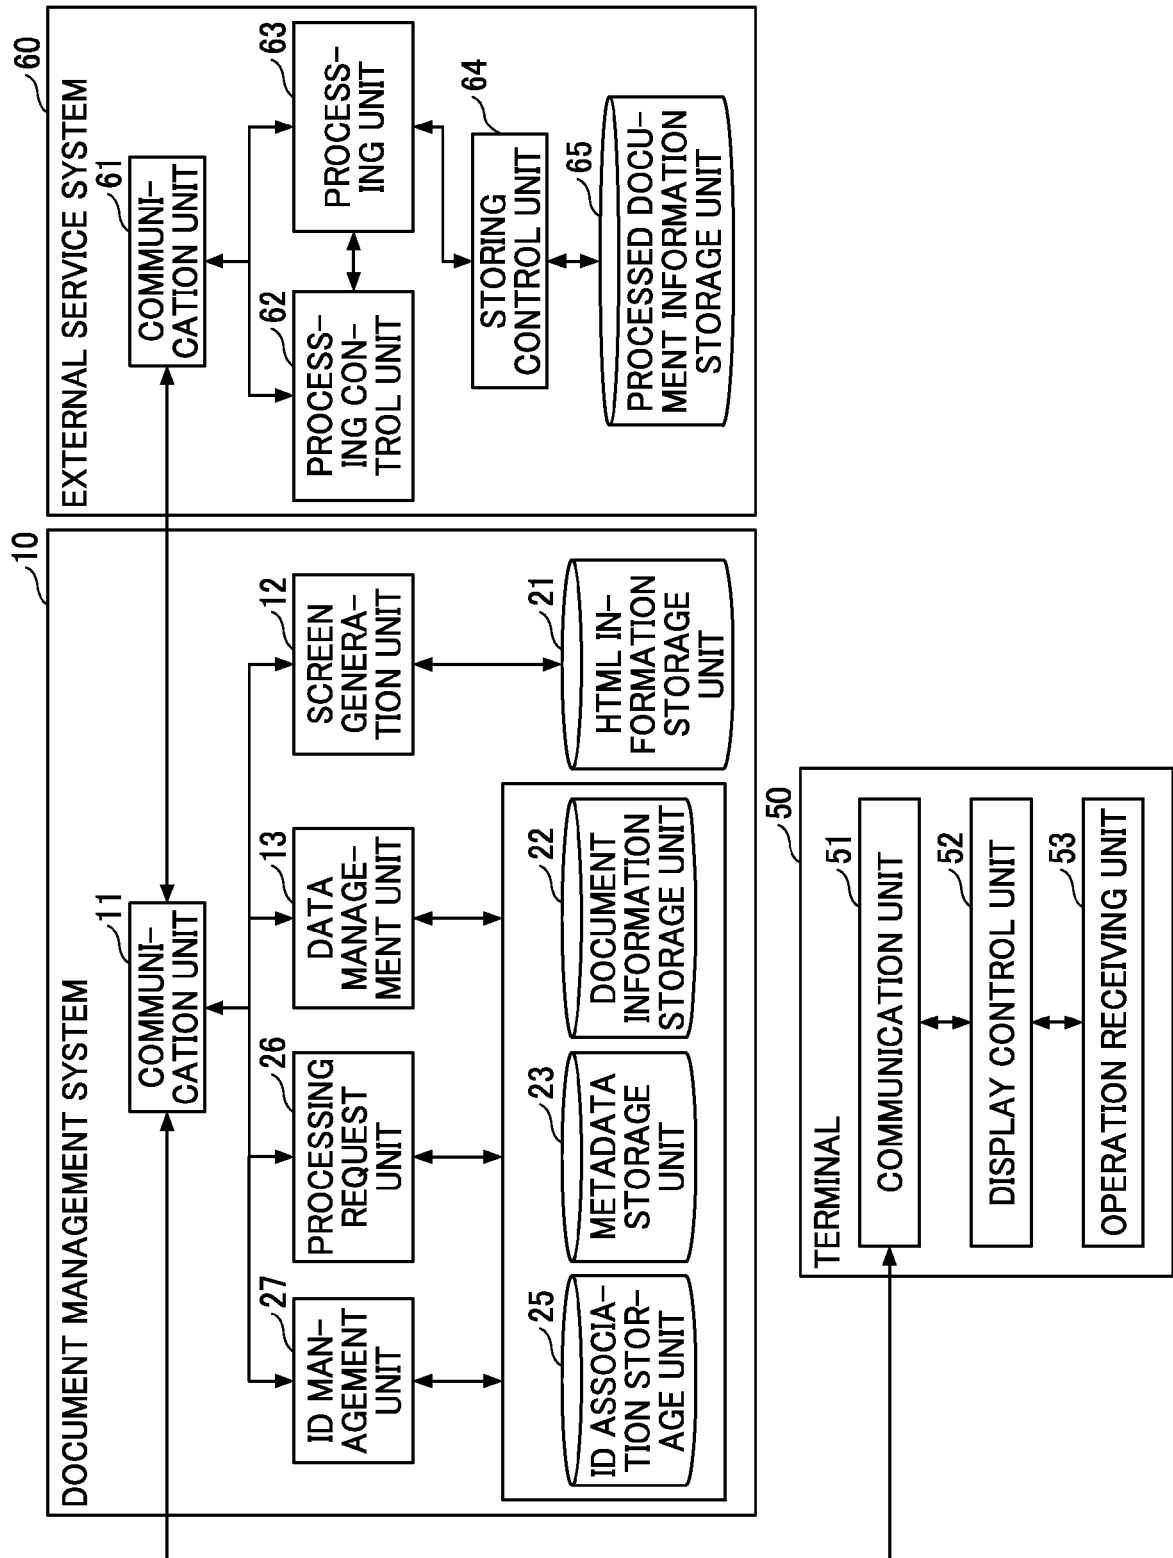 DOCUMENT MANAGEMENT SYSTEM
10
11
COMMUNI-
CATION UNIT
27
ID MAN-
AGEMENT
UNIT
26
PROCESSING
REQUEST
UNIT
13
DATA
MANAGE-
MENT UNIT
12
SCREEN
GENERA-
TION UNIT
25
ID ASSOCIA-
TION STOR-
AGE UNIT
23
METADATA
STORAGE
UNIT
22
DOCUMENT
INFORMATION
STORAGE UNIT
21
HTML IN-
FORMATION
STORAGE
UNIT
EXTERNAL SERVICE SYSTEM
60
61
COMMUNI-
CATION UNIT
62
PROCESS-
ING CON-
TROL UNIT
63
PROCESS-
ING UNIT
64
STORING
CONTROL UNIT
65
PROCESSED DOCU-
MENT INFORMATION
STORAGE UNIT
TERMINAL
50
51
COMMUNICATION UNIT
52
DISPLAY CONTROL UNIT
53
OPERATION RECEIVING UNIT